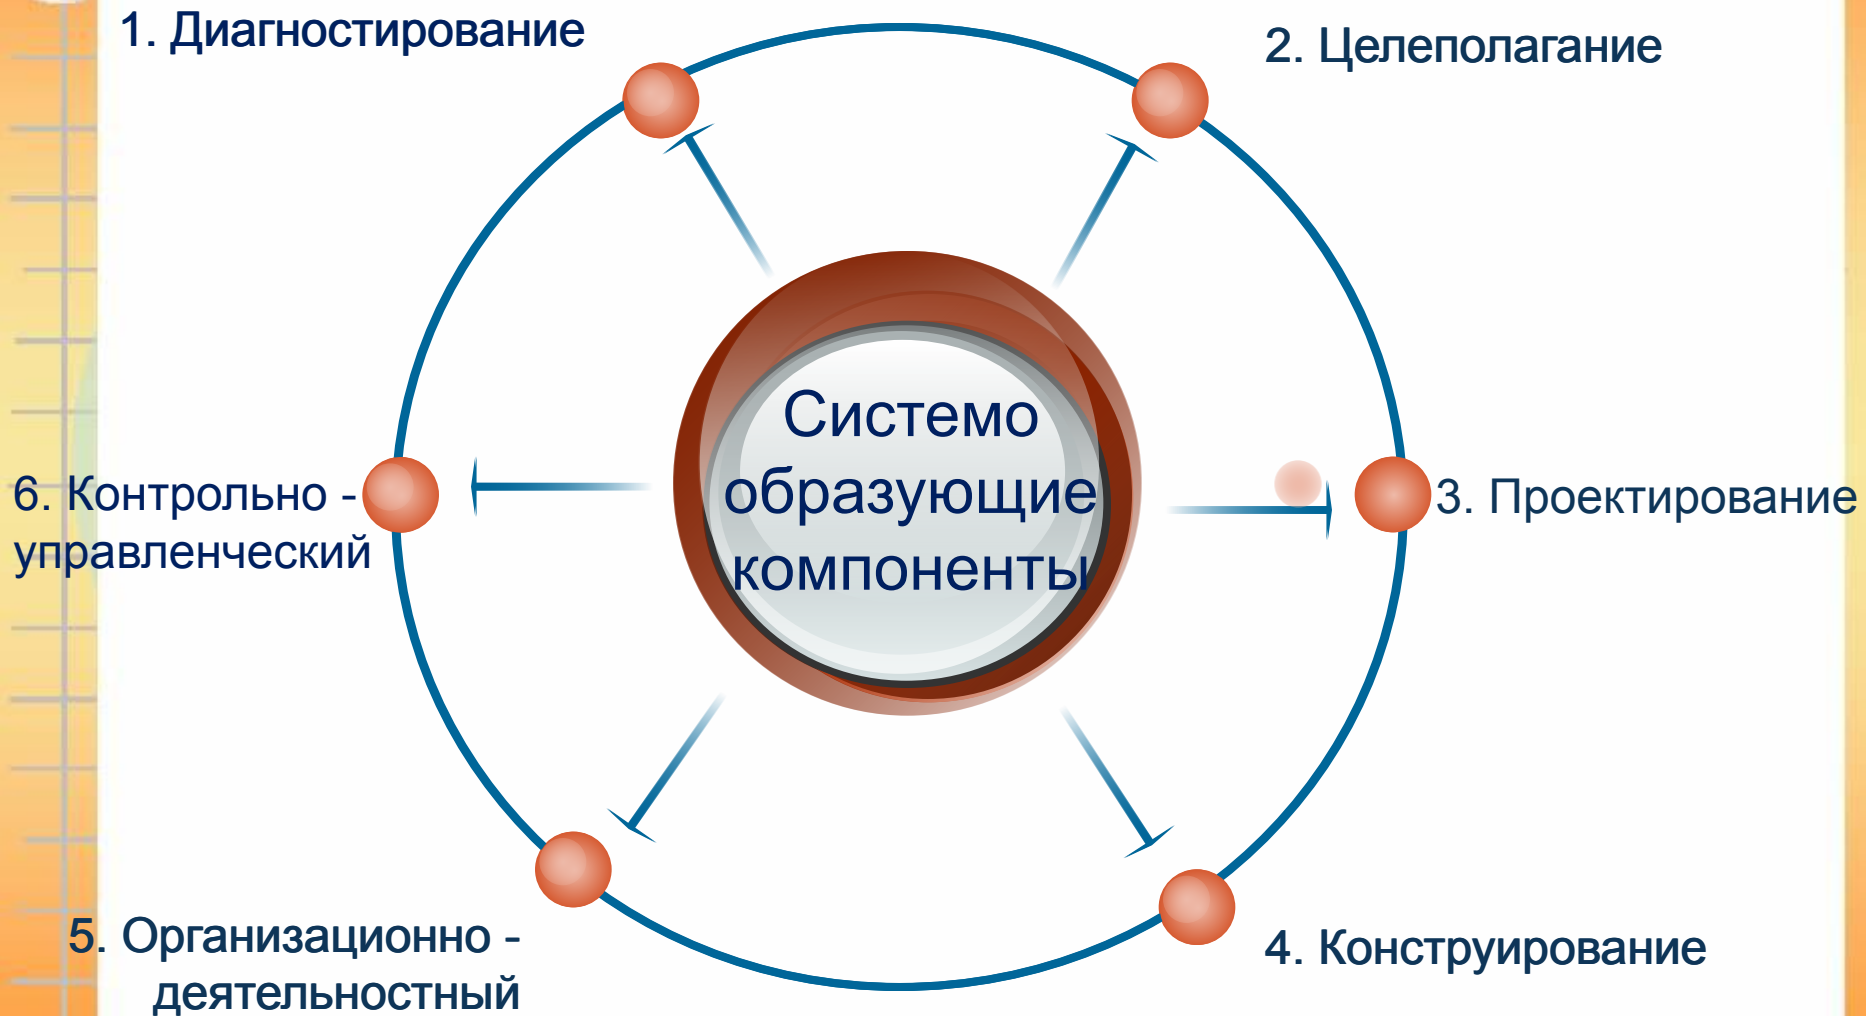 1. Диагностирование
2. Целеполагание
Системо
образующие
компоненты
3. Проектирование
4. Конструирование
5. Организационно -
деятельностный
6. Контрольно -
управленческий